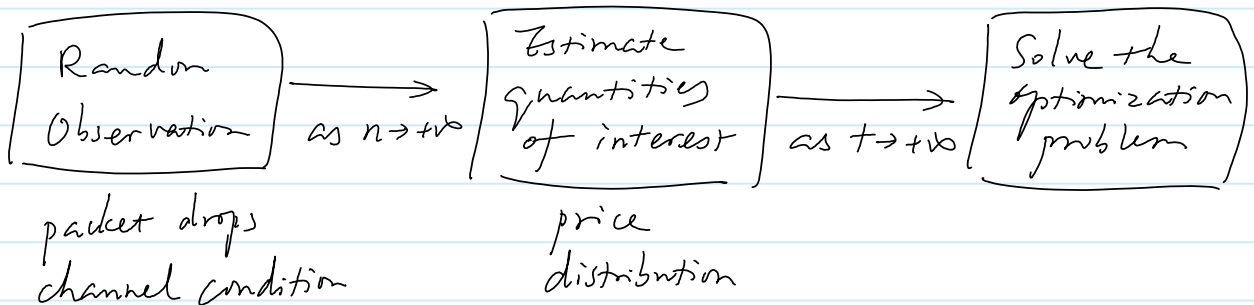 Random
Observation
as n→+∞
Estimate
quantities
of interest
as t→+∞
Solve the
optimization
problem
packet drops
channel condition
price
distribution